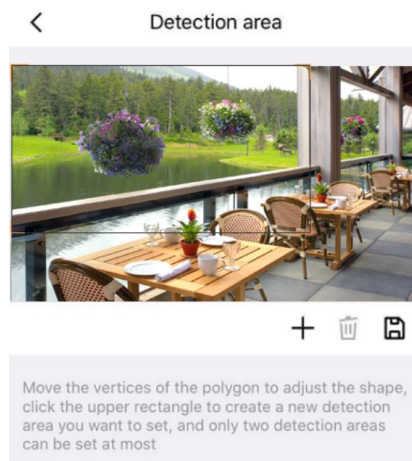 Detection area
Move the vertices of the polygon to adjust the shape,
click the upper rectangle to create a new detection
area you want to set, and only two detection areas
can be set at most